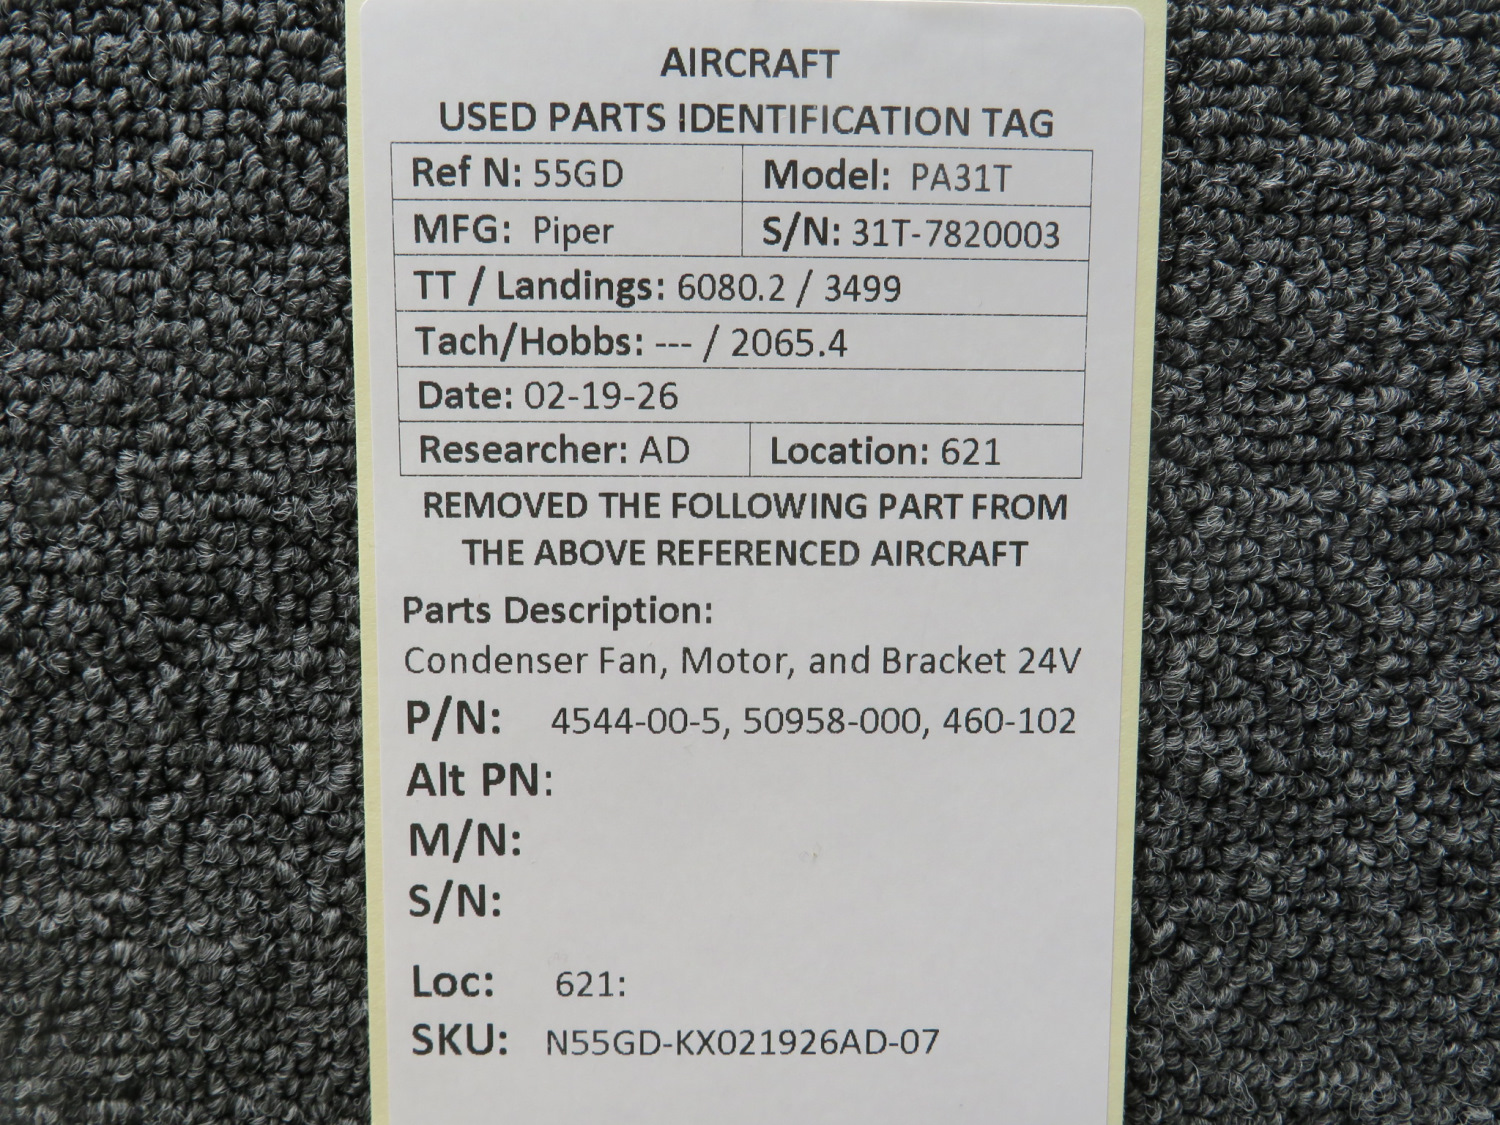 AIRCRAFT
USED PARTS IDENTIFICATION TAG
Ref N: 55GD Model: PA31T
MFG: Piper S/N: 31T-7820003
TT / Landings: 6080.2 / 3499
Tach/Hobbs: --- / 2065.4
Date: 02-19-26
Researcher: AD Location: 621
REMOVED THE FOLLOWING PART FROM
THE ABOVE REFERENCED AIRCRAFT
Parts Description:
Condenser Fan, Motor, and Bracket 24V
P/N: 4544-00-5, 50958-000, 460-102
Alt PN:
M/N:
S/N:
Loc: 621:
SKU: N55GD-KX021926AD-07